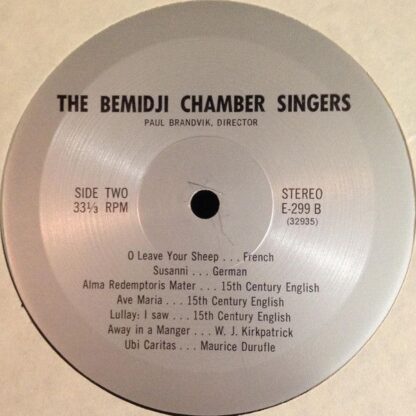 THE BEMIDJI CHAMBER SINGERS
PAUL BRANDVIK, DIRECTOR
SIDE TWO
33⅓ RPM
STEREO
E-299 B
(32935)
O Leave Your Sheep . . . French
Susanni . . . German
Alma Redemptoris Mater . . . 15th Century English
Ave Maria . . . 15th Century English
Lullay: I saw . . . 15th Century English
Away in a Manger . . . W. J. Kirkpatrick
Ubi Caritas . . . Maurice Durufle